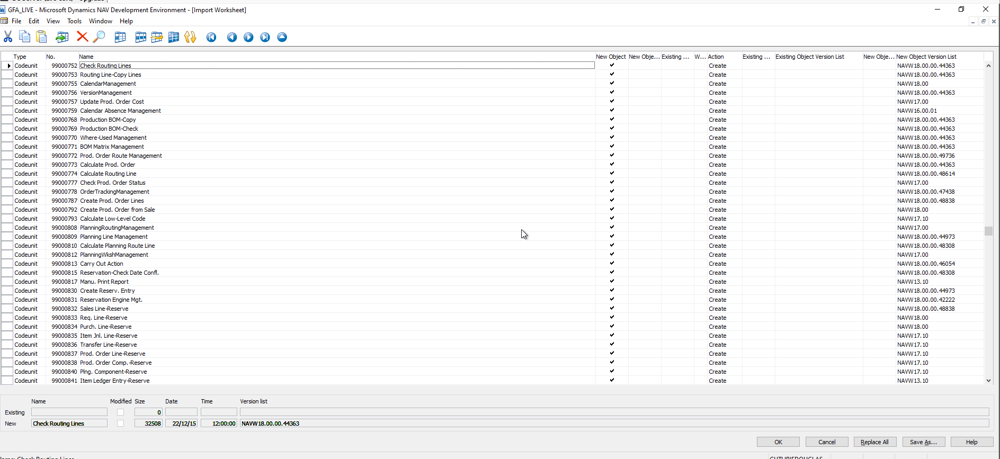 GFA_LIVE - Microsoft Dynamics NAV Development Environment - [Import Worksheet]
File Edit View Tools Window Help
Type No. Name New Object New Obje... Existing ... W... Action Existing ... Existing Object Version List New Obje... New Object Version List
Codeunit 99000752 Check Routing Lines Create NAVW18.00.00.44363
Codeunit 99000753 Routing Line-Copy Lines Create NAVW18.00.00.44363
Codeunit 99000755 CalendarManagement Create NAVW18.00
Codeunit 99000756 VersionManagement Create NAVW18.00.00.44363
Codeunit 99000757 Update Prod. Order Cost Create NAVW17.00
Codeunit 99000759 Calendar Absence Management Create NAVW16.00.01
Codeunit 99000768 Production BOM-Copy Create NAVW18.00.00.44363
Codeunit 99000769 Production BOM-Check Create NAVW18.00.00.44363
Codeunit 99000770 Where-Used Management Create NAVW18.00.00.44363
Codeunit 99000771 BOM Matrix Management Create NAVW18.00.00.44363
Codeunit 99000772 Prod. Order Route Management Create NAVW18.00.00.49736
Codeunit 99000773 Calculate Prod. Order Create NAVW18.00.00.44363
Codeunit 99000774 Calculate Routing Line Create NAVW18.00.00.48614
Codeunit 99000777 Check Prod. Order Status Create NAVW17.00
Codeunit 99000778 OrderTrackingManagement Create NAVW18.00.00.47438
Codeunit 99000787 Create Prod. Order Lines Create NAVW18.00.00.48838
Codeunit 99000792 Create Prod. Order from Sale Create NAVW18.00
Codeunit 99000793 Calculate Low-Level Code Create NAVW17.10
Codeunit 99000808 PlanningRoutingManagement Create NAVW17.00
Codeunit 99000809 Planning Line Management Create NAVW18.00.00.44973
Codeunit 99000810 Calculate Planning Route Line Create NAVW18.00.00.48308
Codeunit 99000812 PlanningWkshManagement Create NAVW17.00
Codeunit 99000813 Carry Out Action Create NAVW18.00.00.46054
Codeunit 99000815 Reservation-Check Date Confl. Create NAVW18.00.00.48308
Codeunit 99000817 Manu. Print Report Create NAVW13.10
Codeunit 99000830 Create Reserv. Entry Create NAVW18.00.00.44973
Codeunit 99000831 Reservation Engine Mgt. Create NAVW18.00.00.42222
Codeunit 99000832 Sales Line-Reserve Create NAVW18.00.00.48838
Codeunit 99000833 Req. Line-Reserve Create NAVW18.00
Codeunit 99000834 Purch. Line-Reserve Create NAVW18.00
Codeunit 99000835 Item Jnl. Line-Reserve Create NAVW17.10
Codeunit 99000836 Transfer Line-Reserve Create NAVW17.10
Codeunit 99000837 Prod. Order Line-Reserve Create NAVW17.10
Codeunit 99000838 Prod. Order Comp.-Reserve Create NAVW17.10
Codeunit 99000840 Plng. Component-Reserve Create NAVW17.10
Codeunit 99000841 Item Ledger Entry-Reserve Create NAVW13.10
Name Modified Size Date Time Version list
Existing 0
New Check Routing Lines 32508 22/12/15 12:00:00 NAVW18.00.00.44363
OK Cancel Replace All Save As... Help